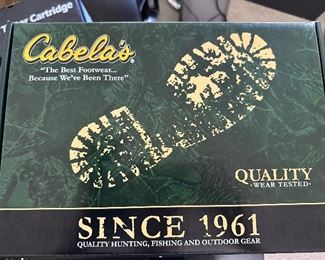 Cartridge
Cabela's®
"The Best Footwear...
Because We've Been There"
QUALITY
-WEAR TESTED-
SINCE 1961
QUALITY HUNTING, FISHING AND OUTDOOR GEAR